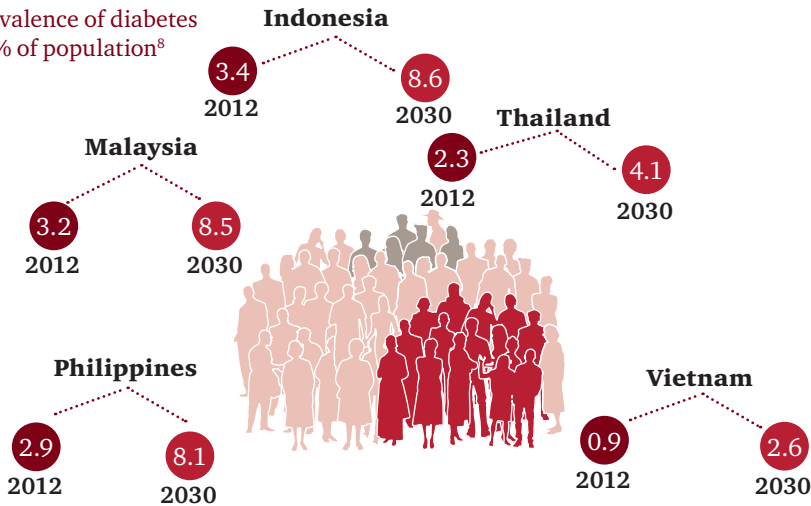 valence of diabetes
% of population⁸
Indonesia
3.4
2012
8.6
2030
Thailand
2.3
2012
4.1
2030
Malaysia
3.2
2012
8.5
2030
Philippines
2.9
2012
8.1
2030
Vietnam
0.9
2012
2.6
2030